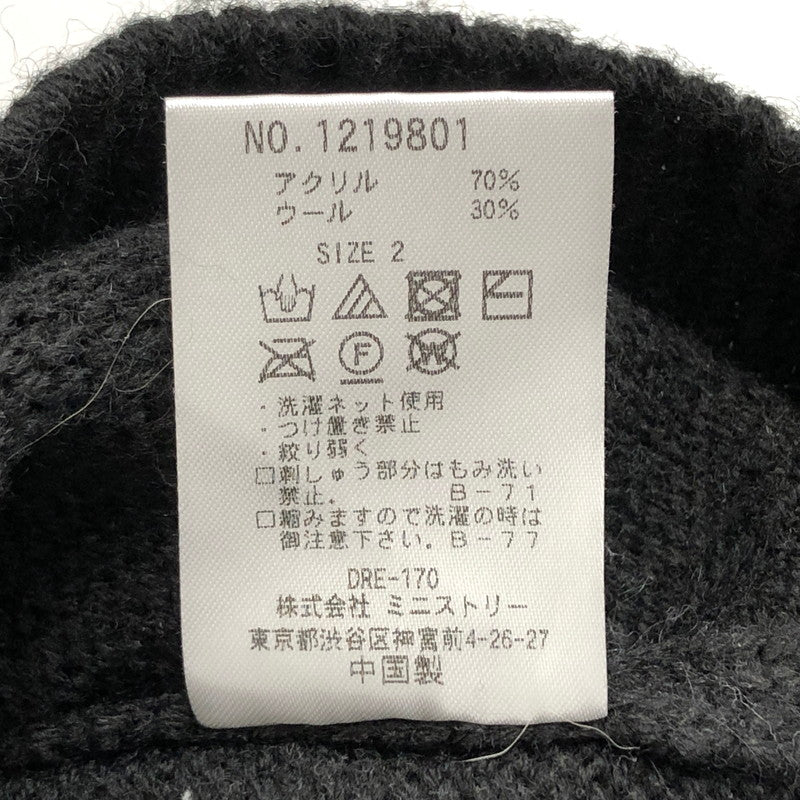 NO.1219801
アクリル 70%
ウール 30%
SIZE 2
F
W
・洗濯ネット使用
・つけ置き禁止
・絞り弱く
□刺しゅう部分はもみ洗い
禁止。 B-71
□縮みますので洗濯の時は
御注意下さい。B-77
DRE-170
株式会社 ミニストリー
東京都渋谷区神宮前4-26-27
中国製